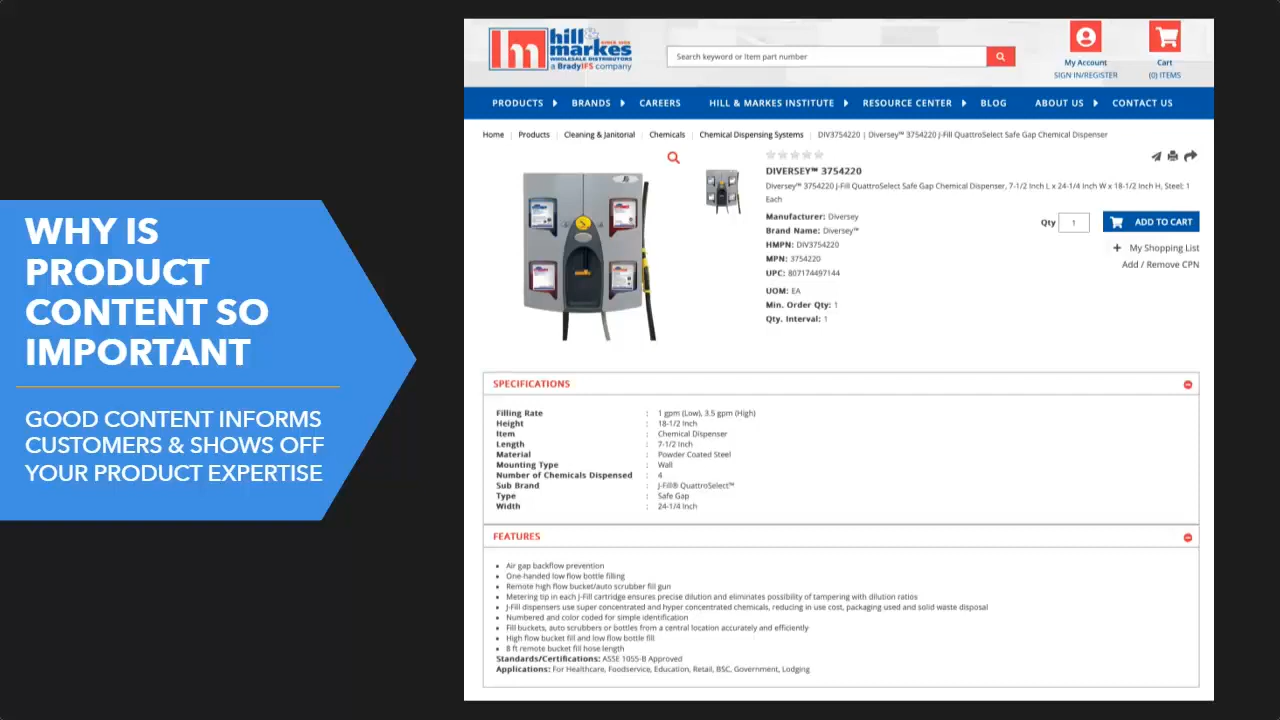 WHY IS
PRODUCT
CONTENT SO
IMPORTANT
GOOD CONTENT INFORMS
CUSTOMERS & SHOWS OFF
YOUR PRODUCT EXPERTISE
hm
hill&
SINCE 1906
markes
WHOLESALE DISTRIBUTORS
a BradyIFS company
Search keyword or Item part number
My Account
SIGN IN/REGISTER
Cart
(0) ITEMS
PRODUCTS BRANDS CAREERS HILL & MARKES INSTITUTE RESOURCE CENTER BLOG ABOUT US CONTACT US
Home | Products | Cleaning & Janitorial | Chemicals | Chemical Dispensing Systems | DIV3754220 | Diversey™ 3754220 J-Fill QuattroSelect Safe Gap Chemical Dispenser
DIVERSEY™ 3754220
Diversey™ 3754220 J-Fill QuattroSelect Safe Gap Chemical Dispenser, 7-1/2 Inch L x 24-1/4 Inch W x 18-1/2 Inch H, Steel; 1
Each
Manufacturer: Diversey
Brand Name: Diversey™
HMPN: DIV3754220
MPN: 3754220
UPC: 807174497144
UOM: EA
Min. Order Qty: 1
Qty. Interval: 1
Qty 1 ADD TO CART
+ My Shopping List
Add / Remove CPN
SPECIFICATIONS
Filling Rate : 1 gpm (Low), 3.5 gpm (High)
Height : 18-1/2 Inch
Item : Chemical Dispenser
Length : 7-1/2 Inch
Material : Powder Coated Steel
Mounting Type : Wall
Number of Chemicals Dispensed : 4
Sub Brand : J-Fill® QuattroSelect™
Type : Safe Gap
Width : 24-1/4 Inch
FEATURES
• Air gap backflow prevention
• One-handed low flow bottle filling
• Remote high flow bucket/auto scrubber fill gun
• Metering tip in each J-Fill cartridge ensures precise dilution and eliminates possibility of tampering with dilution ratios
• J-Fill dispensers use super concentrated and hyper concentrated chemicals, reducing in use cost, packaging used and solid waste disposal
• Numbered and color coded for simple identification
• Fill buckets, auto scrubbers or bottles from a central location accurately and efficiently
• High flow bucket fill and low flow bottle fill
• 8 ft remote bucket fill hose length
Standards/Certifications: ASSE 1055-B Approved
Applications: For Healthcare, Foodservice, Education, Retail, BSC, Government, Lodging